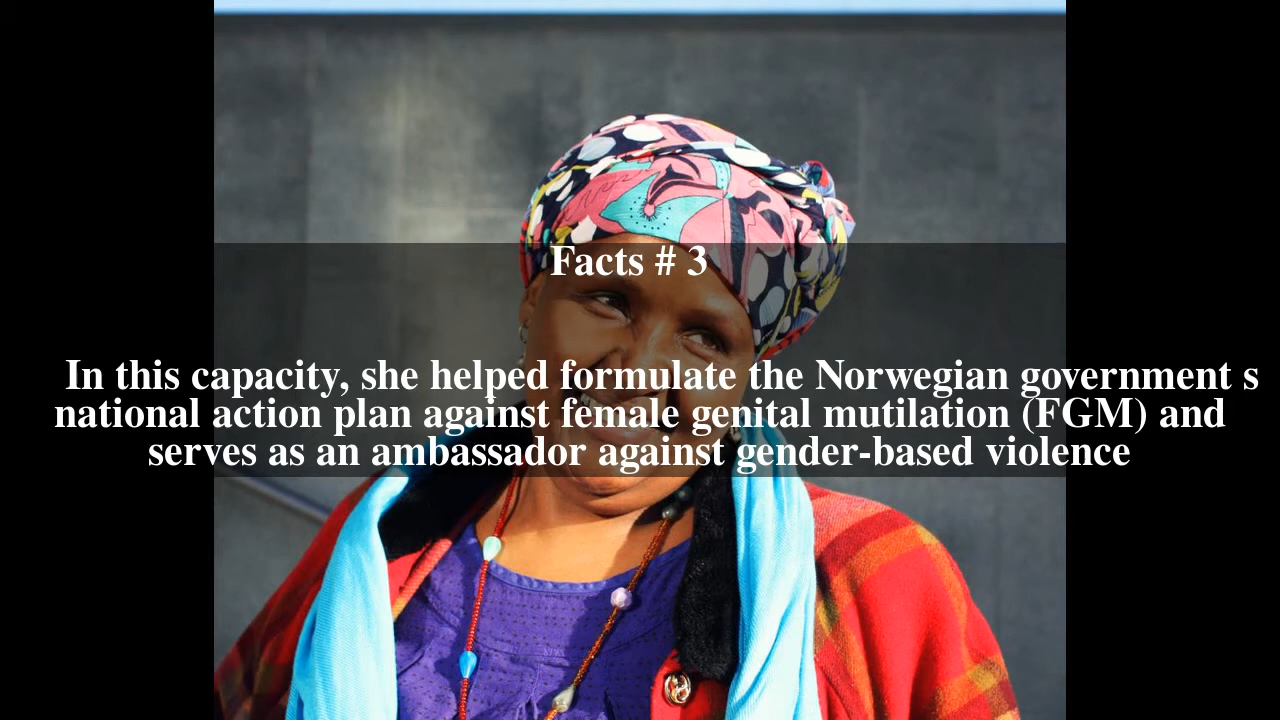 Facts # 3
In this capacity, she helped formulate the Norwegian government s
national action plan against female genital mutilation (FGM) and
serves as an ambassador against gender-based violence